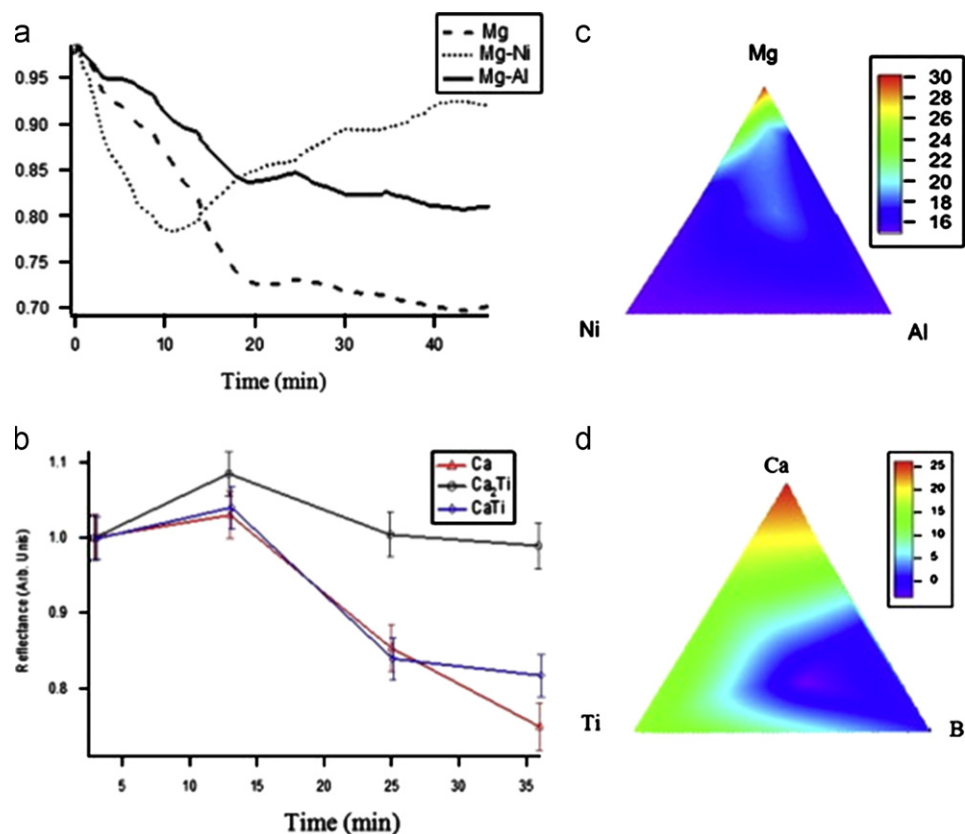 a
Mg
Mg-Ni
Mg-Al
0.95
0.90
0.85
0.80
0.75
0.70
0 10 20 30 40
Time (min)
c
Mg
30
28
26
24
22
20
18
16
Ni Al
b
Ca
Ca2Ti
CaTi
1.1
1.0
0.9
0.8
Reflectance (Arb. Unis)
5 10 15 20 25 30 35
Time (min)
d
Ca
25
20
15
10
5
0
Ti B